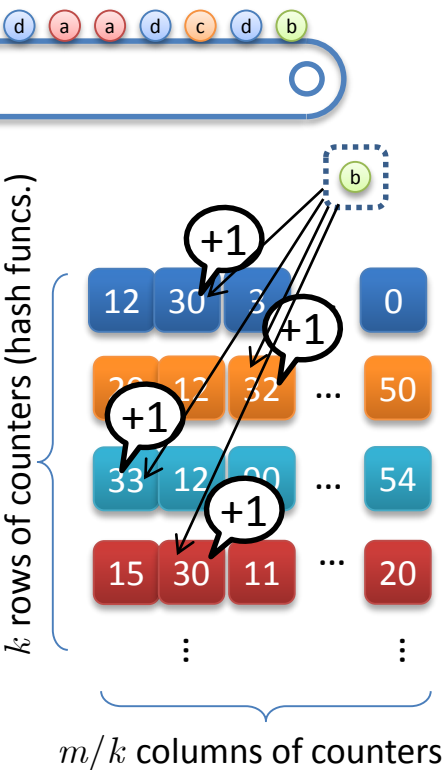 d a a d c d b
b
+1
12 30 3 0
+1
12 32 ... 50
+1
33 12 ... 54
+1
15 30 11 ... 20
⋮ ⋮
k rows of counters (hash funcs.)
m/k columns of counters